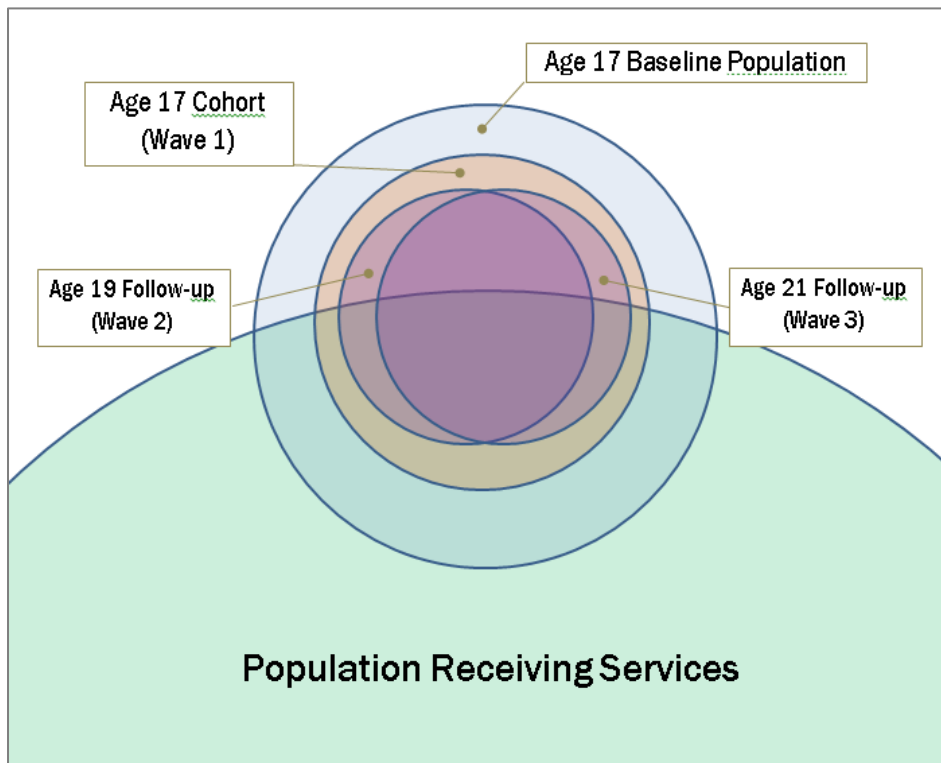 Age 17 Baseline Population
Age 17 Cohort
(Wave 1)
Age 19 Follow-up
(Wave 2)
Age 21 Follow-up
(Wave 3)
Population Receiving Services